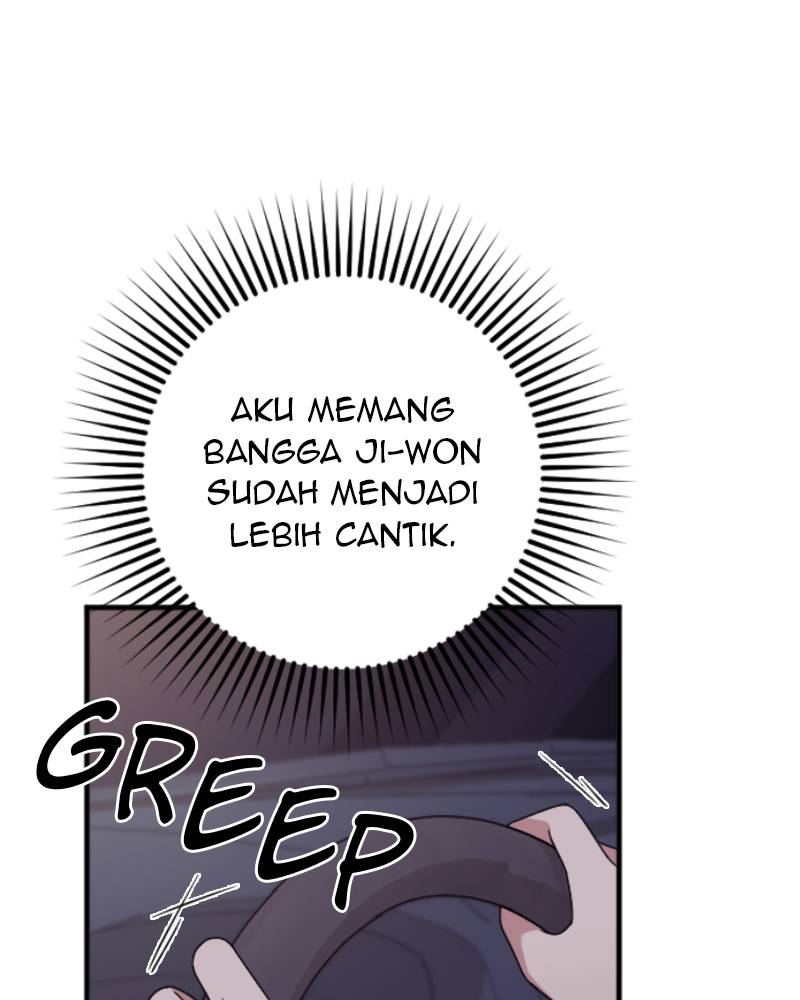 AKU MEMANG
BANGGA JI-WON
SUDAH MENJADI
LEBIH CANTIK.
GREEP